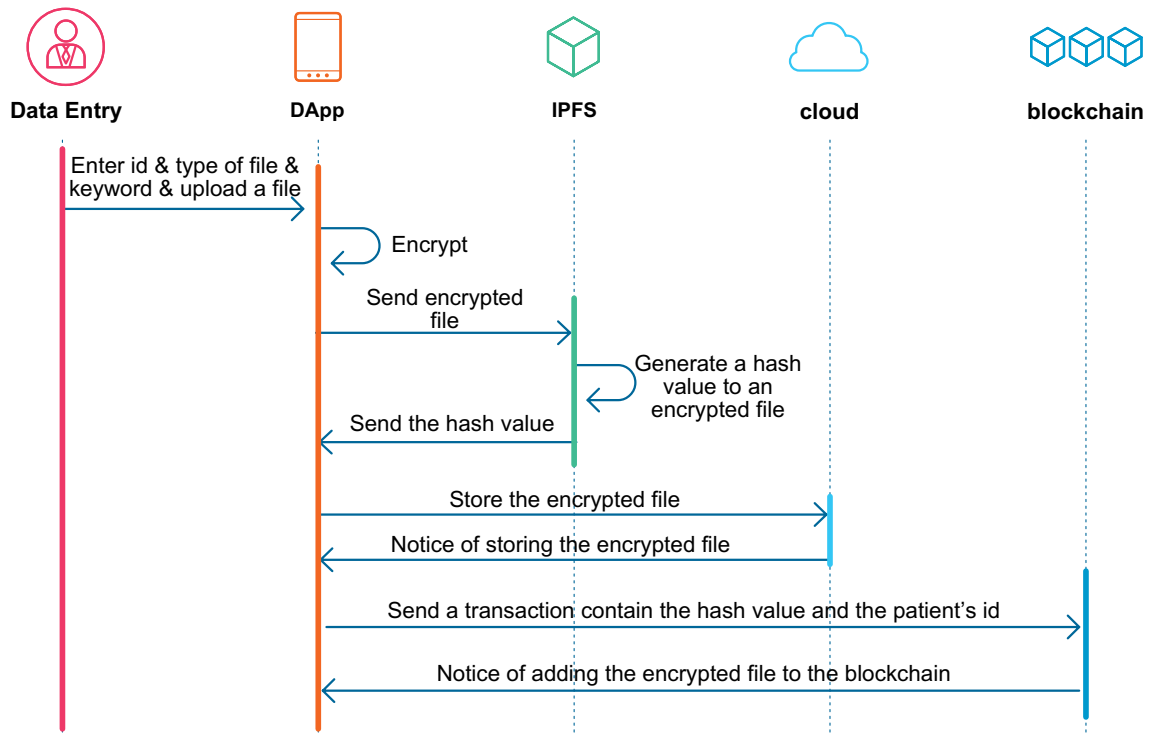 Data Entry
DApp
IPFS
cloud
blockchain
Enter id & type of file &
keyword & upload a file
Encrypt
Send encrypted
file
Generate a hash
value to an
encrypted file
Send the hash value
Store the encrypted file
Notice of storing the encrypted file
Send a transaction contain the hash value and the patient’s id
Notice of adding the encrypted file to the blockchain